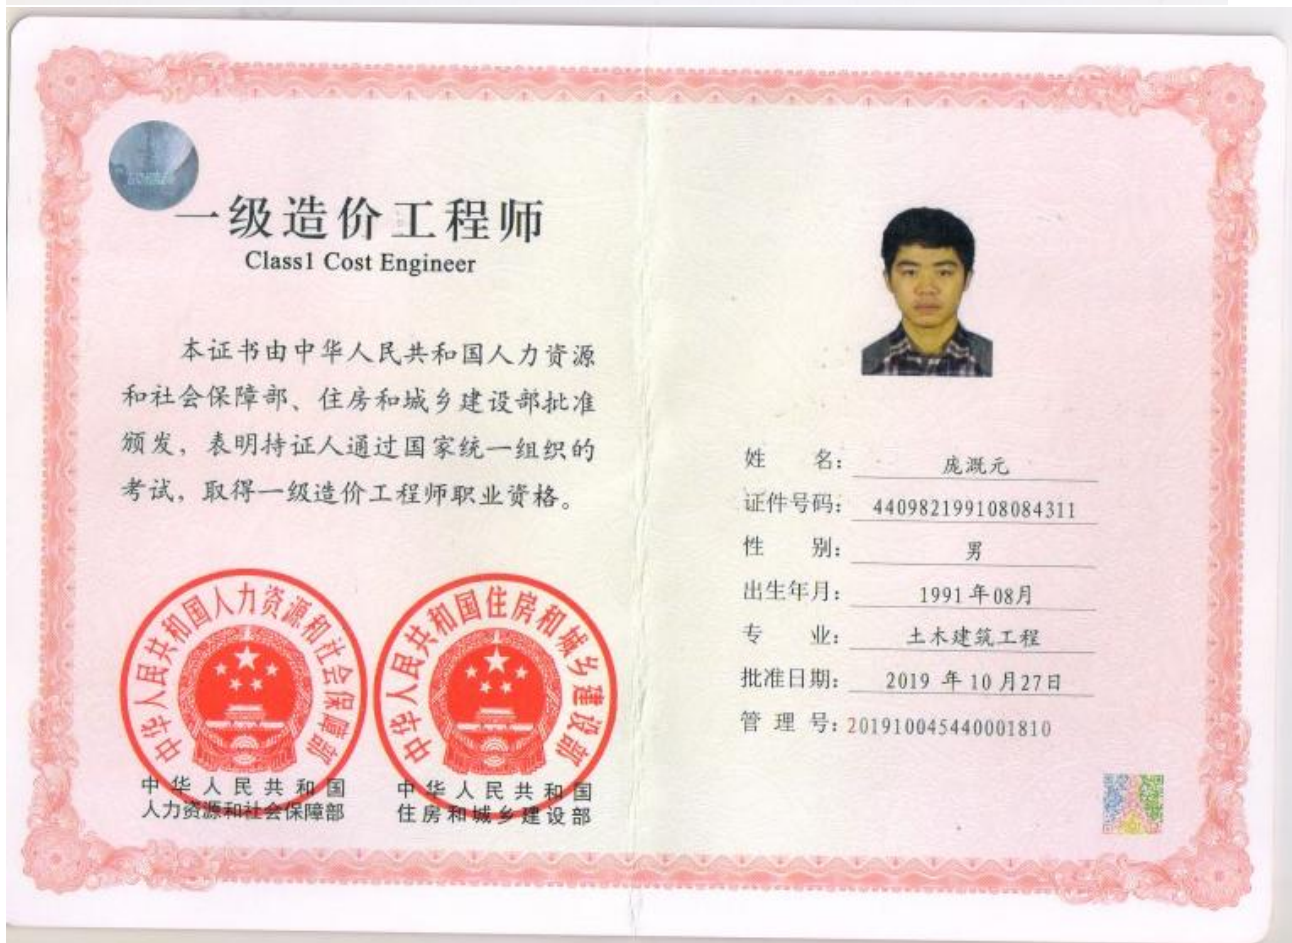 一级造价工程师
Class1 Cost Engineer
本证书由中华人民共和国人力资源
和社会保障部、住房和城乡建设部批准
颁发，表明持证人通过国家统一组织的
考试，取得一级造价工程师职业资格。
中华人民共和国人力资源和社会保障部
中华人民共和国住房和城乡建设部
中华人民共和国
人力资源和社会保障部
中华人民共和国
住房和城乡建设部
姓 名： 庞溉元
证件号码： 440982199108084311
性 别： 男
出生年月： 1991年08月
专 业： 土木建筑工程
批准日期： 2019 年 10 月27日
管 理 号：201910045440001810